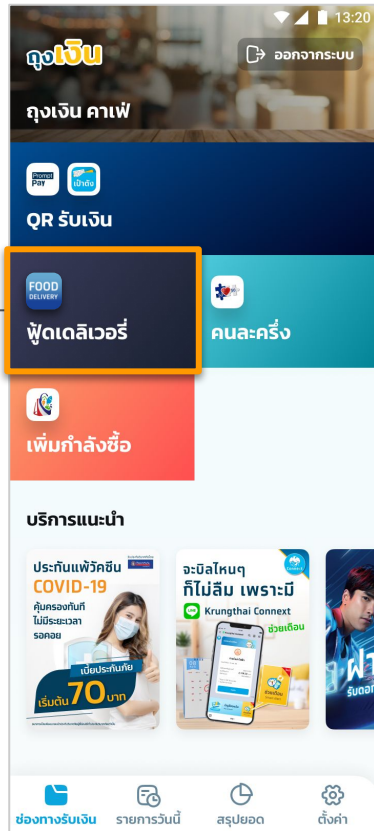 13:20
ถุงเงิน
ออกจากระบบ
ถุงเงิน คาเฟ่
Prompt
Pay
เป๋าตัง
QR รับเงิน
FOOD
DELIVERY
ฟู้ดเดลิเวอรี่
คนละครึ่ง
เพิ่มกำลังซื้อ
บริการแนะนำ
ประกันแพ้วัคซีน
COVID-19
คุ้มครองทันที
ไม่มีระยะเวลา
รอคอย
เบี้ยประกันภัย
เริ่มต้น 70 บาท
จะบิลไหนๆ
ก็ไม่ลืม เพราะมี
LINE
Krungthai Connext
ช่วยเตือน
ช่องทางรับเงิน
รายการวันนี้
สรุปยอด
ตั้งค่า